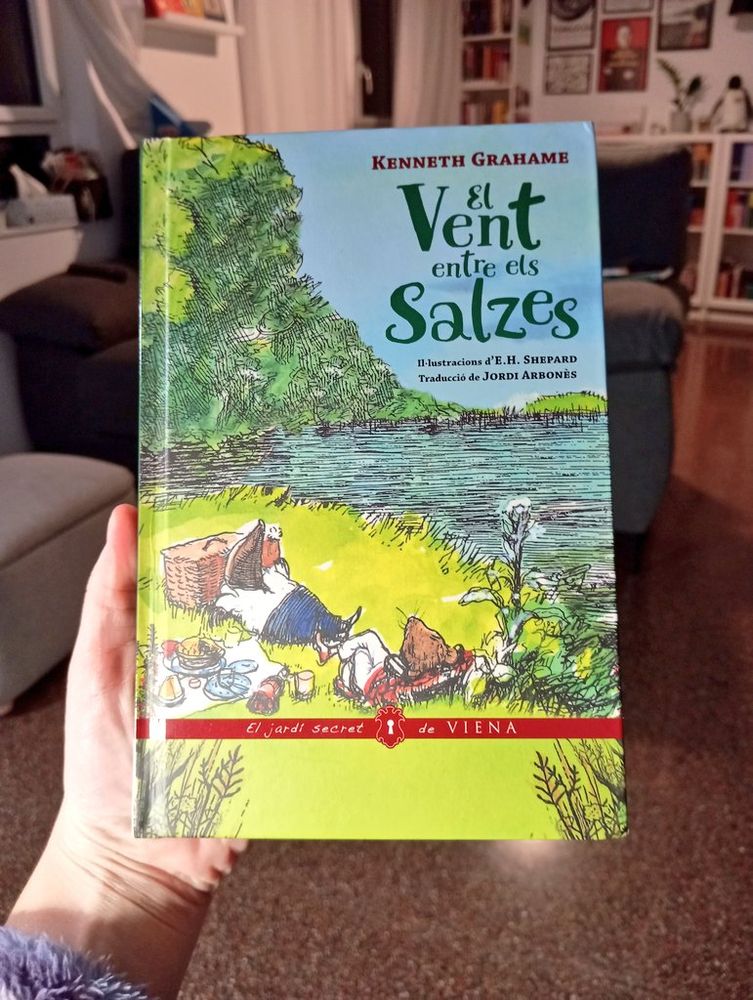 KENNETH GRAHAME
El
Vent
entre els
Salzes
Il·lustracions d'E.H. SHEPARD
Traducció de JORDI ARBONÈS
El jardí secret de VIENA